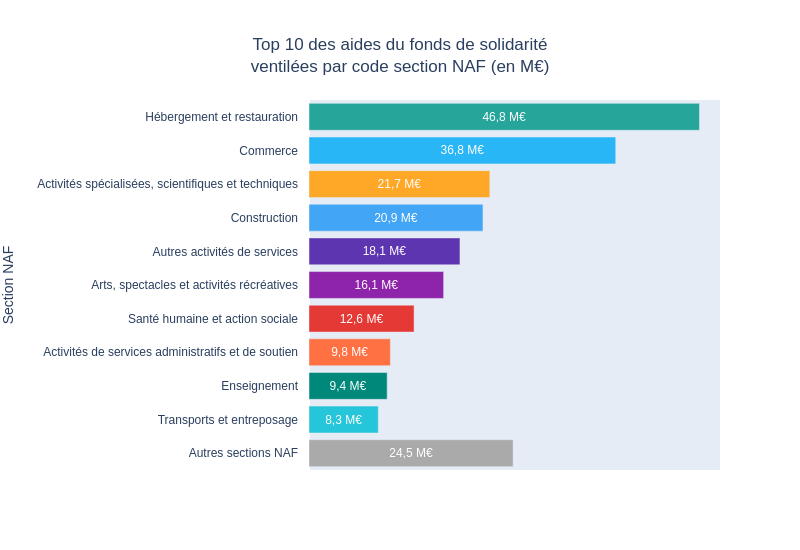 Top 10 des aides du fonds de solidarité
ventilées par code section NAF (en M€)
Section NAF
Hébergement et restauration 46,8 M€
Commerce 36,8 M€
Activités spécialisées, scientifiques et techniques 21,7 M€
Construction 20,9 M€
Autres activités de services 18,1 M€
Arts, spectacles et activités récréatives 16,1 M€
Santé humaine et action sociale 12,6 M€
Activités de services administratifs et de soutien 9,8 M€
Enseignement 9,4 M€
Transports et entreposage 8,3 M€
Autres sections NAF 24,5 M€